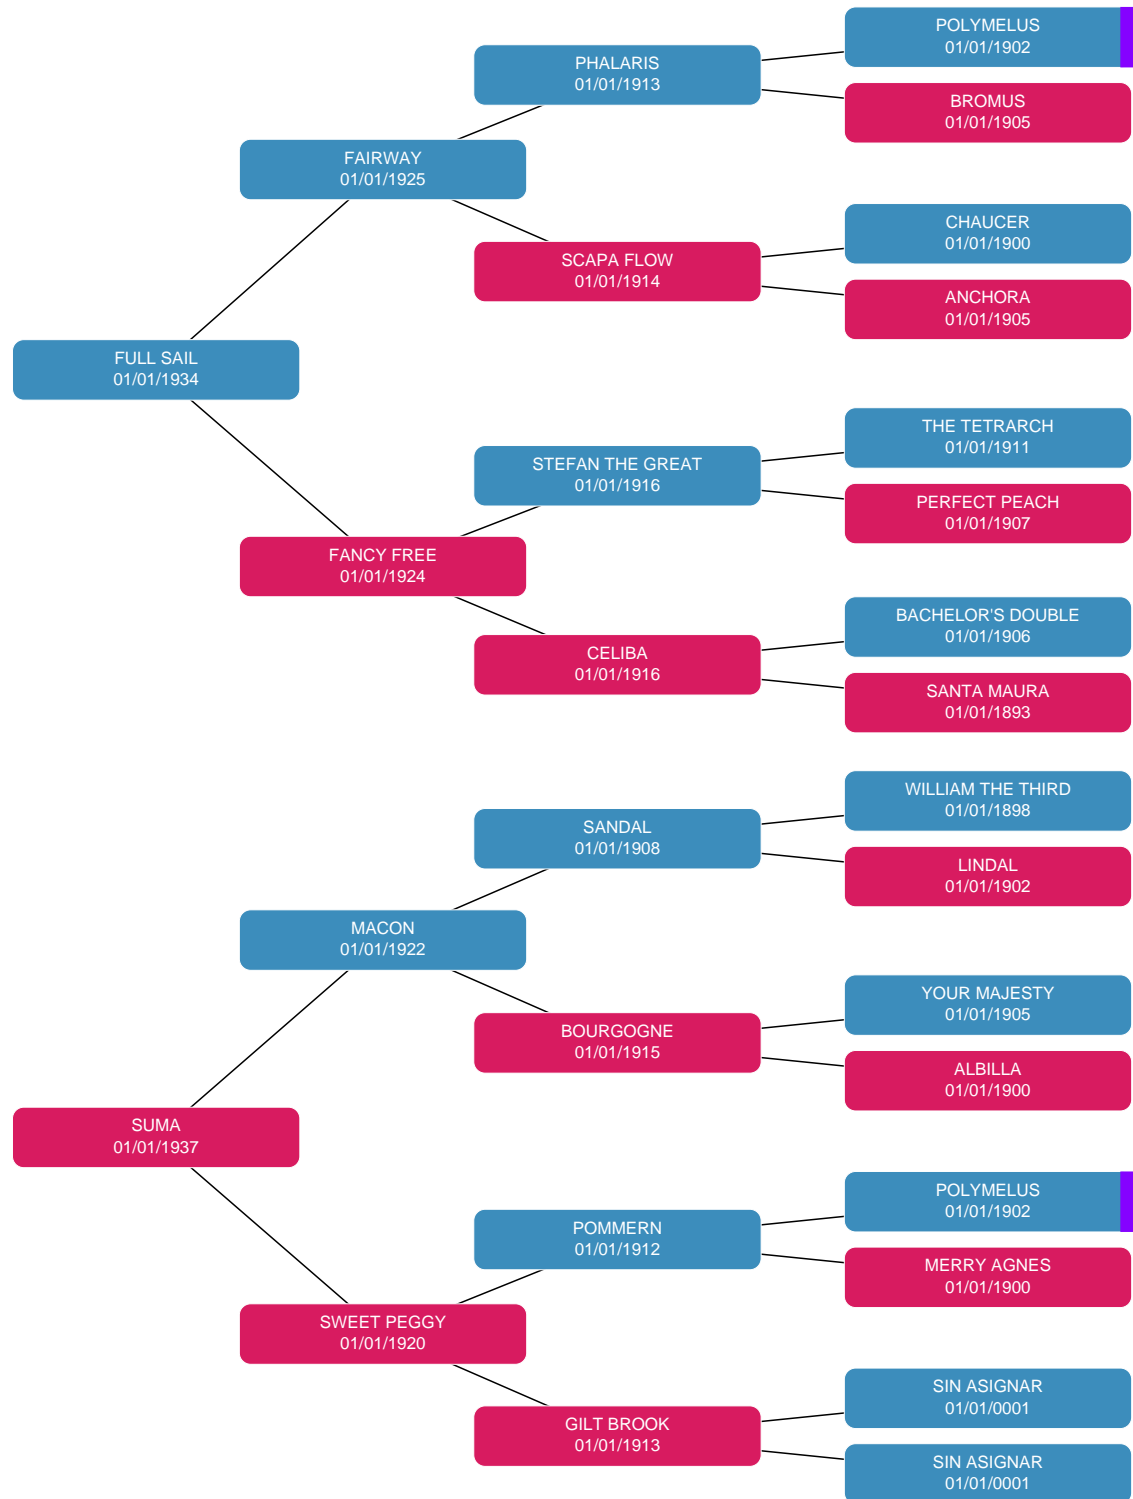 POLYMELUS
01/01/1902
PHALARIS
01/01/1913
BROMUS
01/01/1905
FAIRWAY
01/01/1925
CHAUCER
01/01/1900
SCAPA FLOW
01/01/1914
ANCHORA
01/01/1905
FULL SAIL
01/01/1934
THE TETRARCH
01/01/1911
STEFAN THE GREAT
01/01/1916
PERFECT PEACH
01/01/1907
FANCY FREE
01/01/1924
BACHELOR'S DOUBLE
01/01/1906
CELIBA
01/01/1916
SANTA MAURA
01/01/1893
WILLIAM THE THIRD
01/01/1898
SANDAL
01/01/1908
LINDAL
01/01/1902
MACON
01/01/1922
YOUR MAJESTY
01/01/1905
BOURGOGNE
01/01/1915
ALBILLA
01/01/1900
SUMA
01/01/1937
POLYMELUS
01/01/1902
POMMERN
01/01/1912
MERRY AGNES
01/01/1900
SWEET PEGGY
01/01/1920
SIN ASIGNAR
01/01/0001
GILT BROOK
01/01/1913
SIN ASIGNAR
01/01/0001